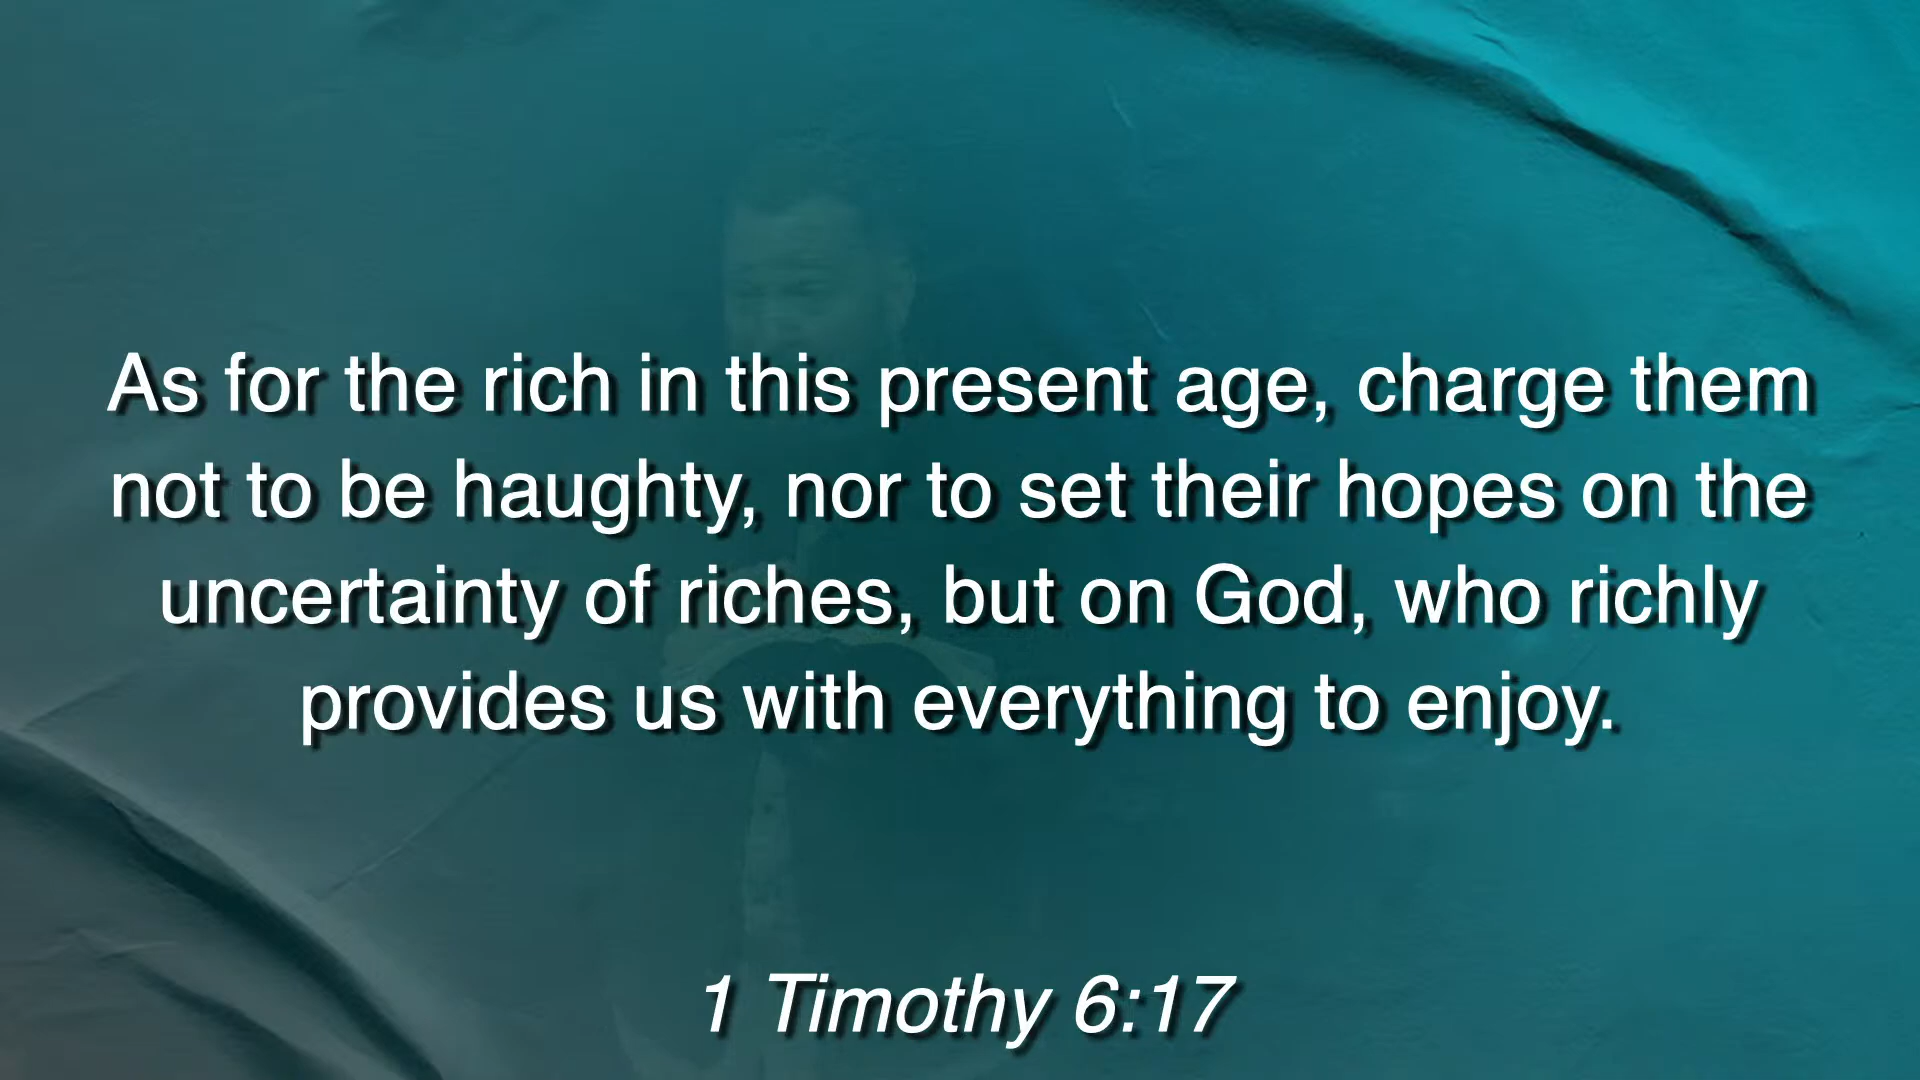 As for the rich in this present age, charge them
not to be haughty, nor to set their hopes on the
uncertainty of riches, but on God, who richly
provides us with everything to enjoy.
1 Timothy 6:17